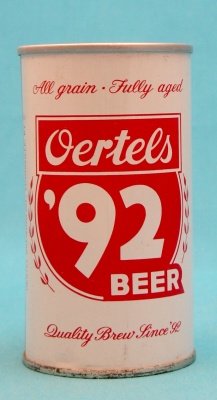 All grain · Fully aged
Oertels
'92
BEER
Quality Brew Since '92